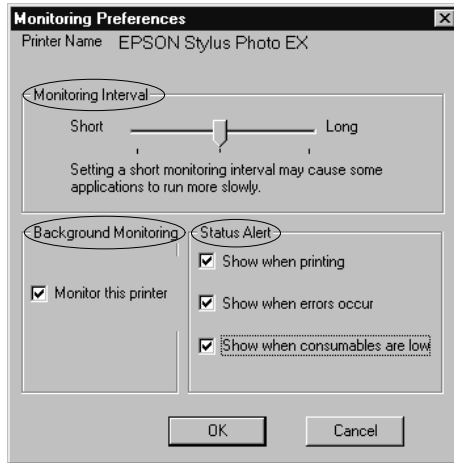 Monitoring Preferences
Printer Name EPSON Stylus Photo EX
Monitoring Interval
Short Long
Setting a short monitoring interval may cause some
applications to run more slowly.
Background Monitoring
Monitor this printer
Status Alert
Show when printing
Show when errors occur
Show when consumables are low
OK Cancel